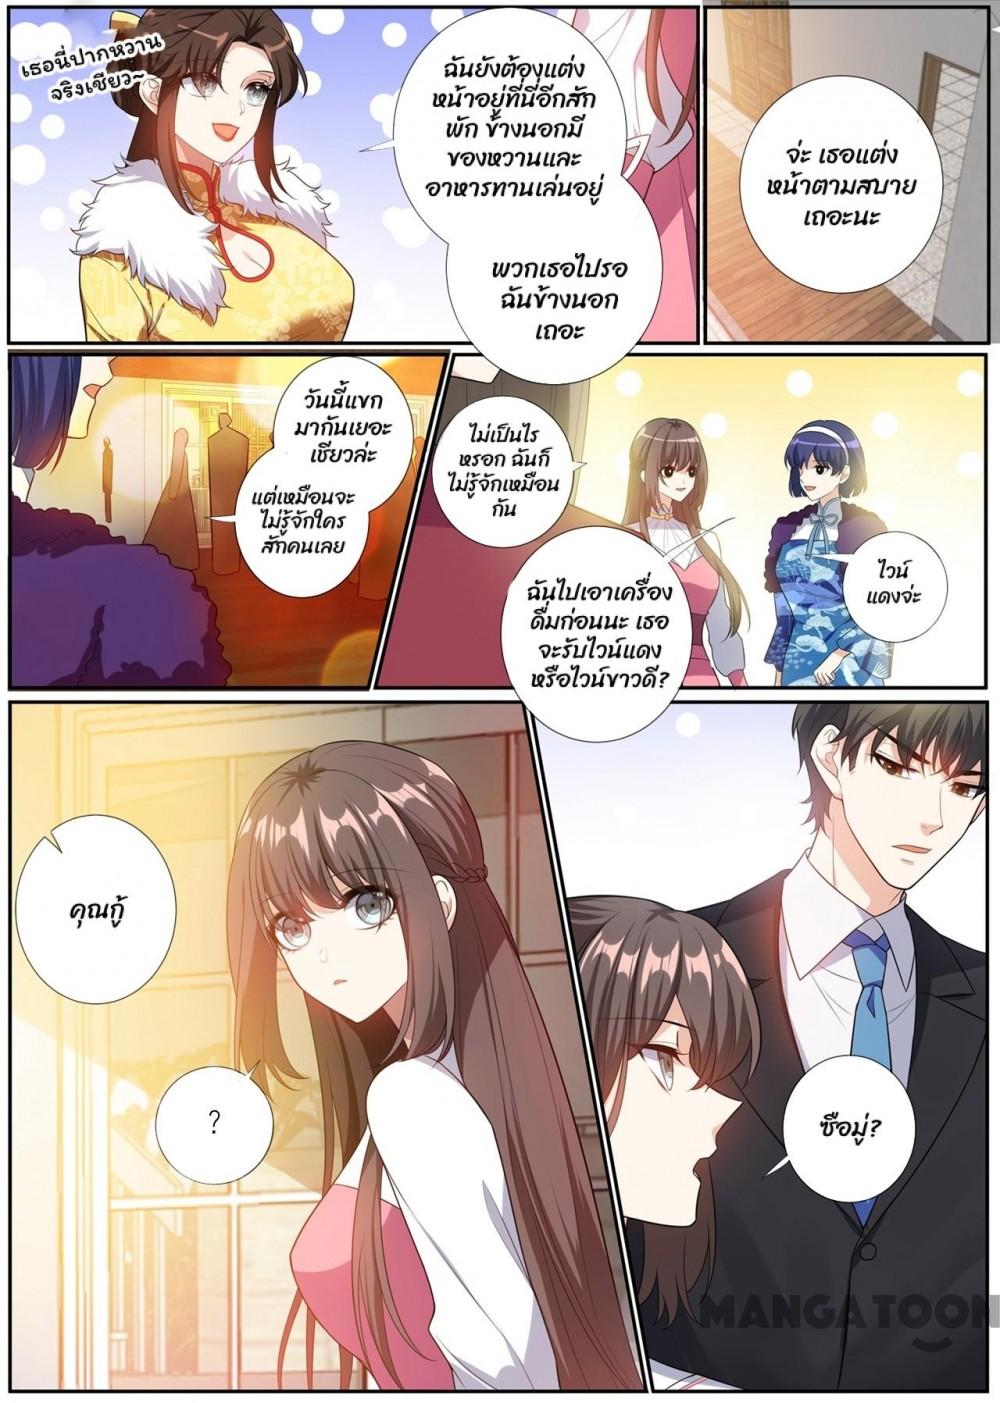 เธอนี่ปากหวาน
จริงเชียว~
ฉันยังต้องแต่ง
หน้าอยู่ที่นี่อีกสัก
พัก ข้างนอกมี
ของหวานและ
อาหารทานเล่นอยู่
พวกเธอไปรอ
ฉันข้างนอก
เถอะ
จ่ะ เธอแต่ง
หน้าตามสบาย
เถอะนะ
วันนี้แขก
มากันเยอะ
เชียวล่ะ
แต่เหมือนจะ
ไม่รู้จักใคร
สักคนเลย
ไม่เป็นไร
หรอก ฉันก็
ไม่รู้จักเหมือน
กัน
ฉันไปเอาเครื่อง
ดื่มก่อนนะ เธอ
จะรับไวน์แดง
หรือไวน์ขาวดี?
ไวน์
แดงจ่ะ
คุณกู้
?
ซือมู่?
MANGATOON